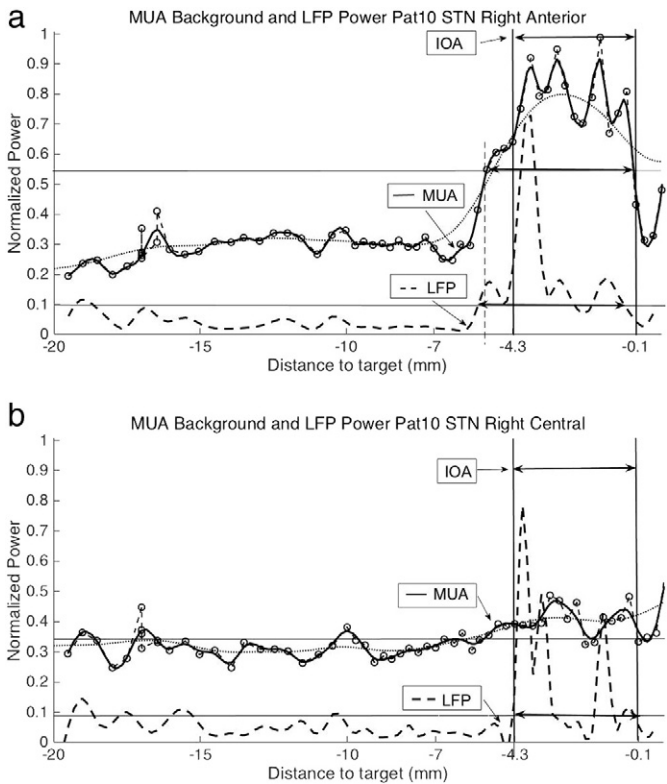 a
MUA Background and LFP Power Pat10 STN Right Anterior
1
0.9
0.8
0.7
0.6
0.5
0.4
0.3
0.2
0.1
0
Normalized Power
IOA
MUA
LFP
-20
-15
-10
-7
-4.3
-0.1
Distance to target (mm)
b
MUA Background and LFP Power Pat10 STN Right Central
1
0.9
0.8
0.7
0.6
0.5
0.4
0.3
0.2
0.1
0
Normalized Power
IOA
MUA
LFP
-20
-15
-10
-7
-4.3
-0.1
Distance to target (mm)